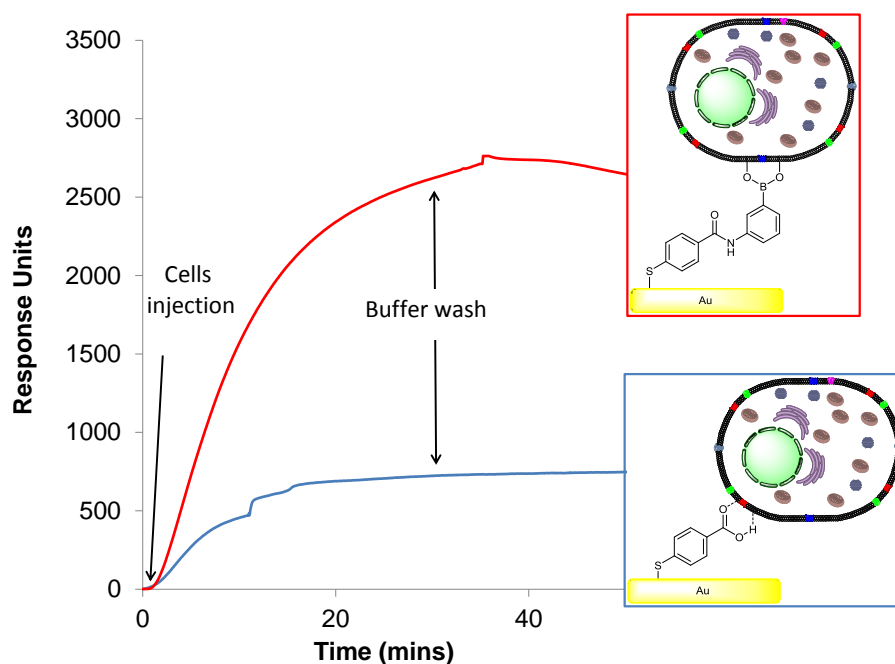 3500
3000
2500
2000
1500
1000
500
0
Response Units
0
20
40
Time (mins)
Cells
injection
Buffer wash
O
O
B
O
N
H
S
Au
O
O
H
S
Au